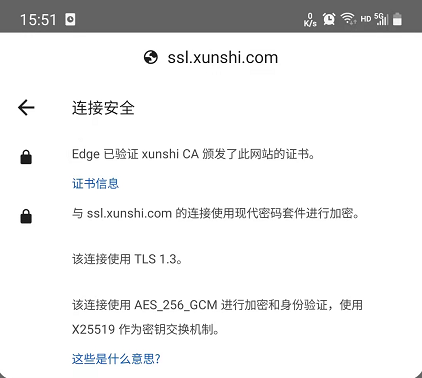 15:51 0 K/s HD 5G
ssl.xunshi.com
连接安全
Edge 已验证 xunshi CA 颁发了此网站的证书。
证书信息
与 ssl.xunshi.com 的连接使用现代密码套件进行加密。
该连接使用 TLS 1.3。
该连接使用 AES_256_GCM 进行加密和身份验证，使用
X25519 作为密钥交换机制。
这些是什么意思?